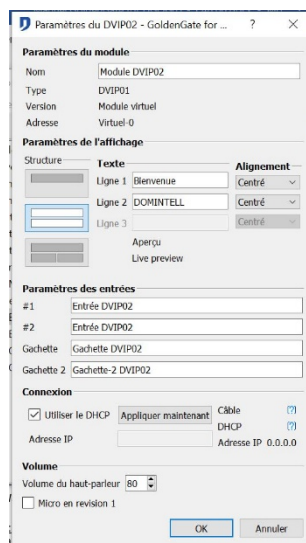 Paramètres du DVIP02 - GoldenGate for ... ? ×
Paramètres du module
Nom Module DVIP02
Type DVIP01
Version Module virtuel
Adresse Virtuel-0
Paramètres de l'affichage
Structure Texte Alignement
Ligne 1 Bienvenue Centré
Ligne 2 DOMINTELL Centré
Ligne 3 Centré
Aperçu
Live preview
Paramètres des entrées
#1 Entrée DVIP02
#2 Entrée DVIP02
Gachette Gachette DVIP02
Gachette 2 Gachette-2 DVIP02
Connexion
Utiliser le DHCP Appliquer maintenant Câble [?]
DHCP [?]
Adresse IP Adresse IP 0.0.0.0
Volume
Volume du haut-parleur 80
Micro en revision 1
OK Annuler